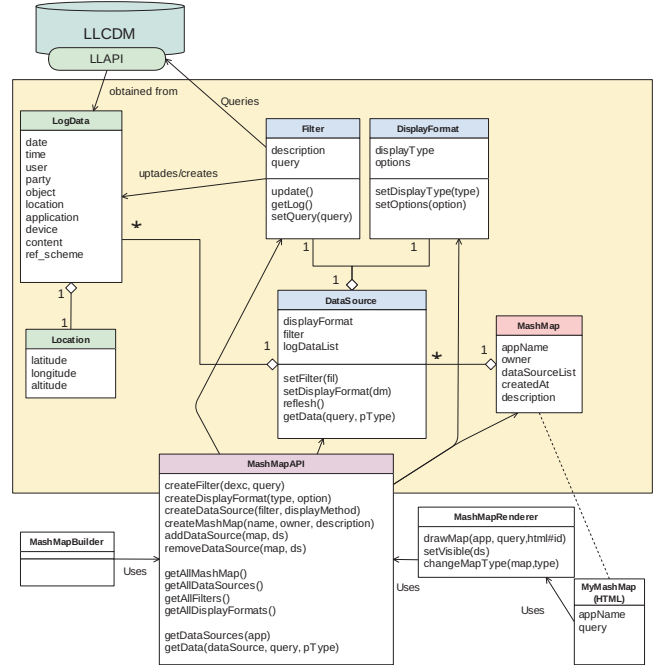 LLCDM
LLAPI
obtained from
Queries
LogData
date
time
user
party
object
location
application
device
content
ref_scheme
uptades/creates
Filter
description
query
update()
getLog()
setQuery(query)
DisplayFormat
displayType
options
setDisplayType(type)
setOptions(option)
*
1
1
1
1
1
Location
latitude
longitude
altitude
DataSource
displayFormat
filter
logDataList
setFilter(fil)
setDisplayFormat(dm)
reflesh()
getData(query, pType)
1
*
1
MashMap
appName
owner
dataSourceList
createdAt
description
MashMapAPI
createFilter(dexc, query)
createDisplayFormat(type, option)
createDataSource(filter, displayMethod)
createMashMap(name, owner, description)
addDataSource(map, ds)
removeDataSource(map, ds)
getAllMashMap()
getAllDataSources()
getAllFilters()
getAllDisplayFormats()
getDataSources(app)
getData(dataSource, query, pType)
MashMapBuilder
Uses
MashMapRenderer
drawMap(app, query,html#id)
setVisible(ds)
changeMapType(map,type)
Uses
Uses
MyMashMap
(HTML)
appName
query